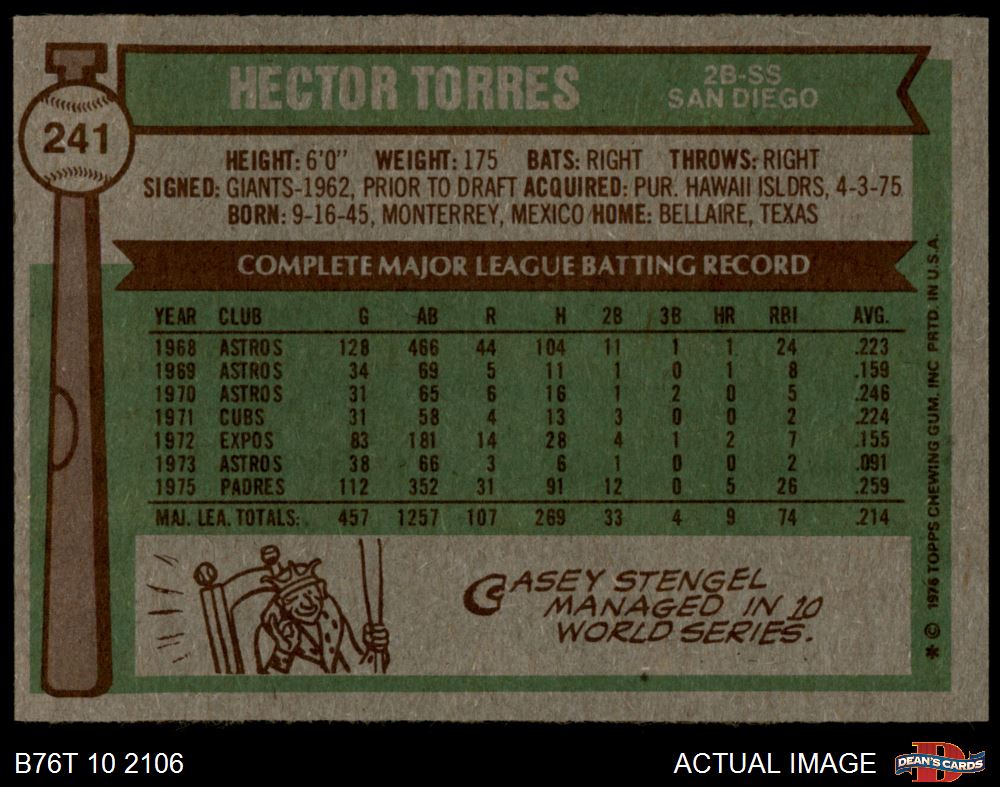 HECTOR TORRES
2B-SS
SAN DIEGO
241
HEIGHT: 6'0" WEIGHT: 175 BATS: RIGHT THROWS: RIGHT
SIGNED: GIANTS-1962, PRIOR TO DRAFT ACQUIRED: PUR. HAWAII ISLDRS, 4-3-75
BORN: 9-16-45, MONTERREY, MEXICO HOME: BELLAIRE, TEXAS
COMPLETE MAJOR LEAGUE BATTING RECORD
YEAR CLUB G AB R H 2B 3B HR RBI AVG.
1968 ASTROS 128 466 44 104 11 1 1 24 .223
1969 ASTROS 34 69 5 11 1 0 1 8 .159
1970 ASTROS 31 65 6 16 1 2 0 5 .246
1971 CUBS 31 58 4 13 3 0 0 2 .224
1972 EXPOS 83 181 14 28 4 1 2 7 .155
1973 ASTROS 38 66 3 6 1 0 0 2 .091
1975 PADRES 112 352 31 91 12 0 5 26 .259
MAJ. LEA. TOTALS: 457 1257 107 269 33 4 9 74 .214
CASEY STENGEL
MANAGED IN 10
WORLD SERIES.
* © 1976 TOPPS CHEWING GUM, INC PRTD. IN U.S.A.
B76T 10 2106
ACTUAL IMAGE
D
DEAN'S CARDS